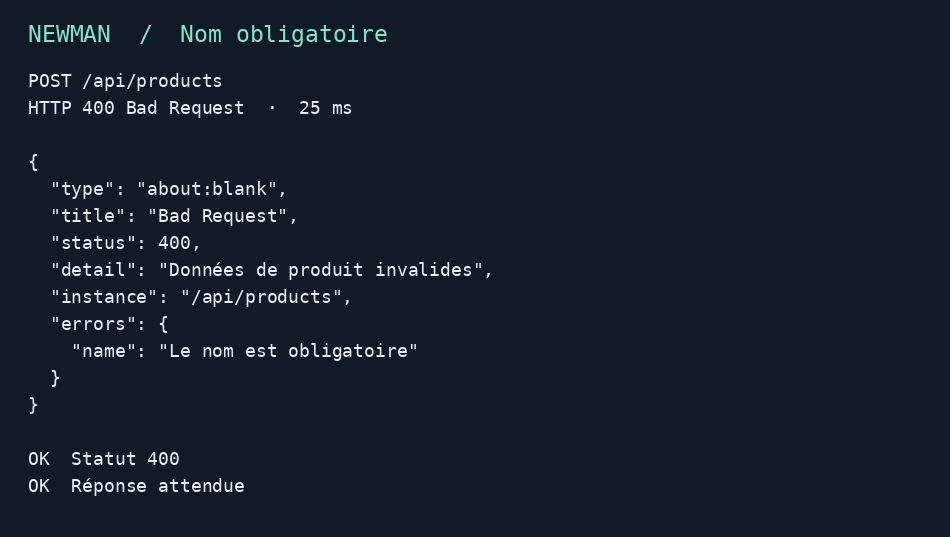 NEWMAN  /  Nom obligatoire
POST /api/products
HTTP 400 Bad Request  ·  25 ms
{
  "type": "about:blank",
  "title": "Bad Request",
  "status": 400,
  "detail": "Données de produit invalides",
  "instance": "/api/products",
  "errors": {
    "name": "Le nom est obligatoire"
  }
}
OK  Statut 400
OK  Réponse attendue